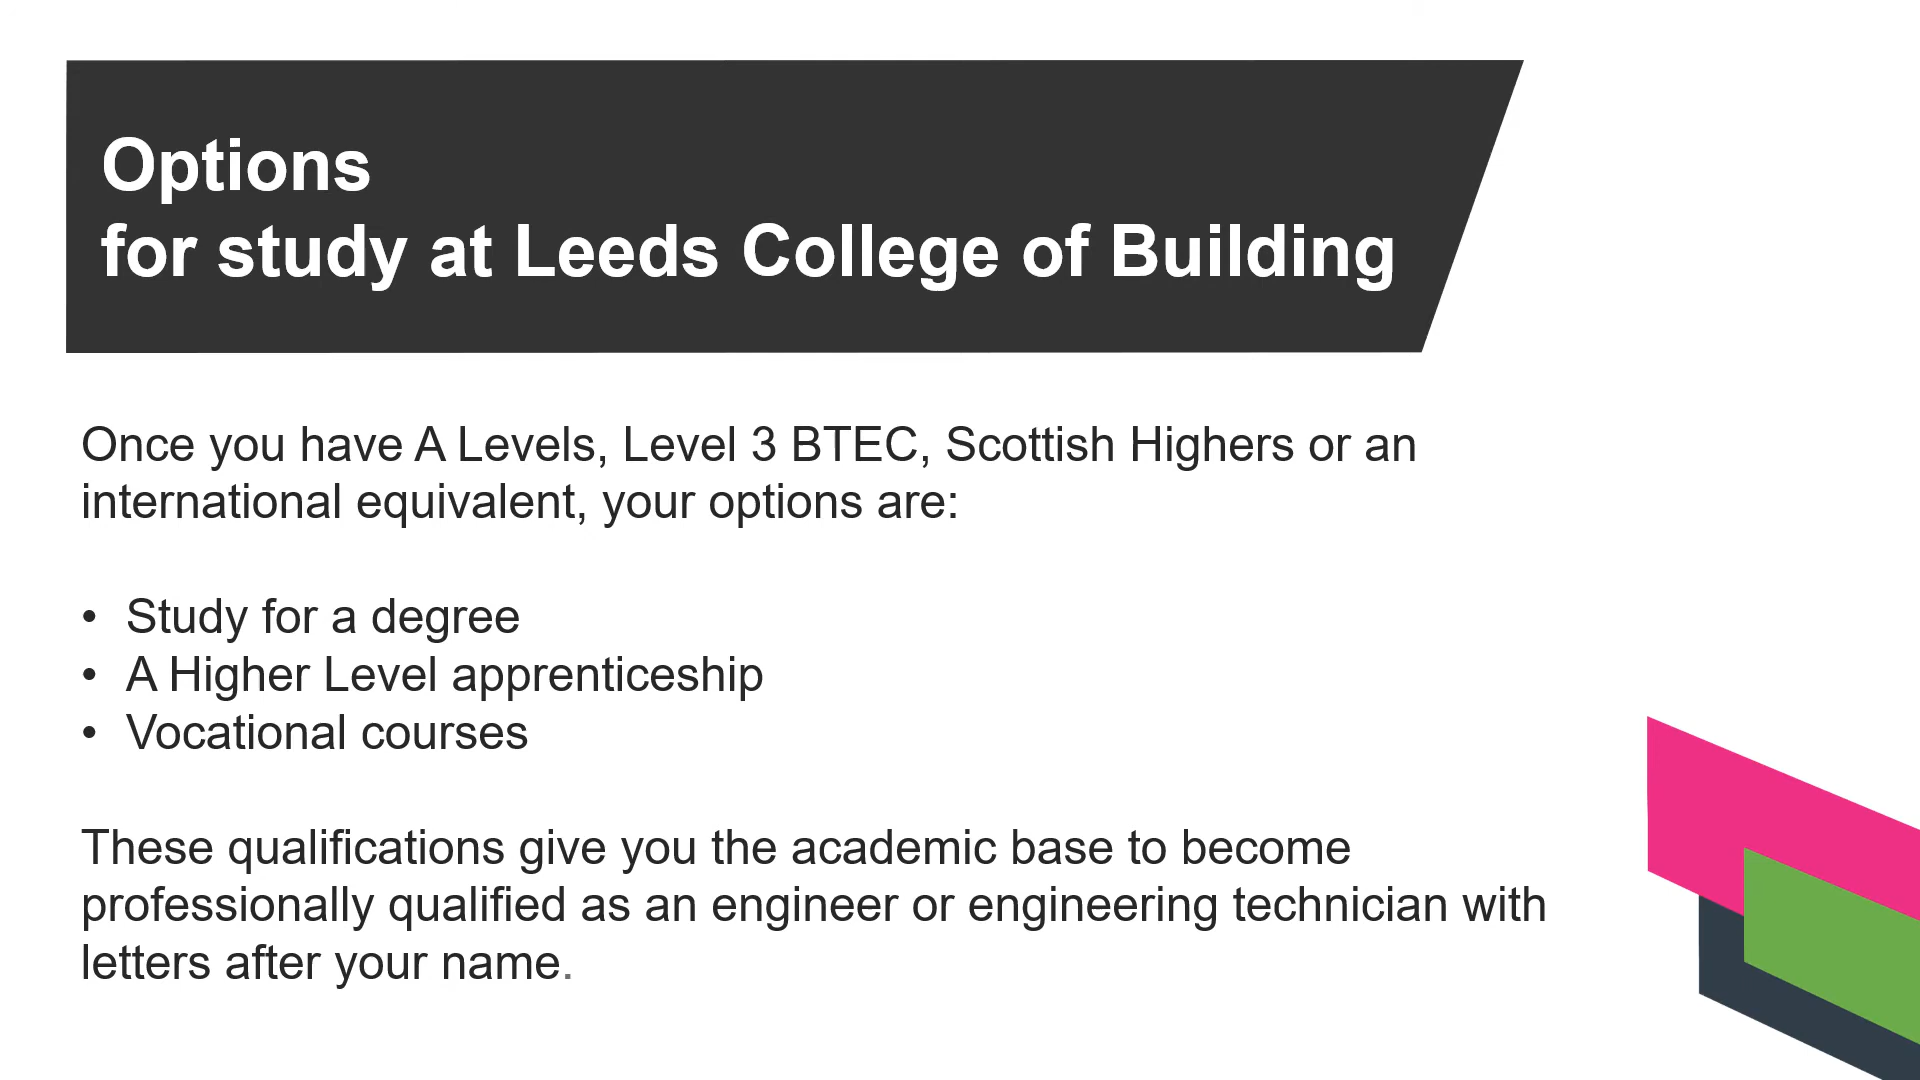 Options
for study at Leeds College of Building
Once you have A Levels, Level 3 BTEC, Scottish Highers or an
international equivalent, your options are:
• Study for a degree
• A Higher Level apprenticeship
• Vocational courses
These qualifications give you the academic base to become
professionally qualified as an engineer or engineering technician with
letters after your name.